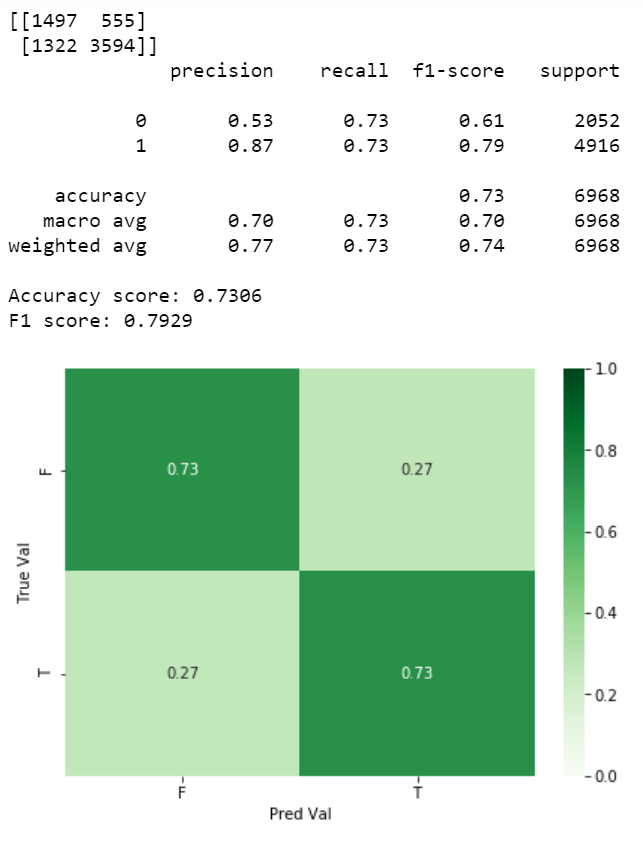 [[1497  555]
 [1322 3594]]
precision    recall  f1-score   support
0       0.53      0.73      0.61      2052
1       0.87      0.73      0.79      4916
accuracy                           0.73      6968
macro avg       0.70      0.73      0.70      6968
weighted avg       0.77      0.73      0.74      6968
Accuracy score: 0.7306
F1 score: 0.7929
1.0
0.8
0.6
0.4
0.2
0.0
True Val
F
0.73
0.27
T
0.27
0.73
F
T
Pred Val